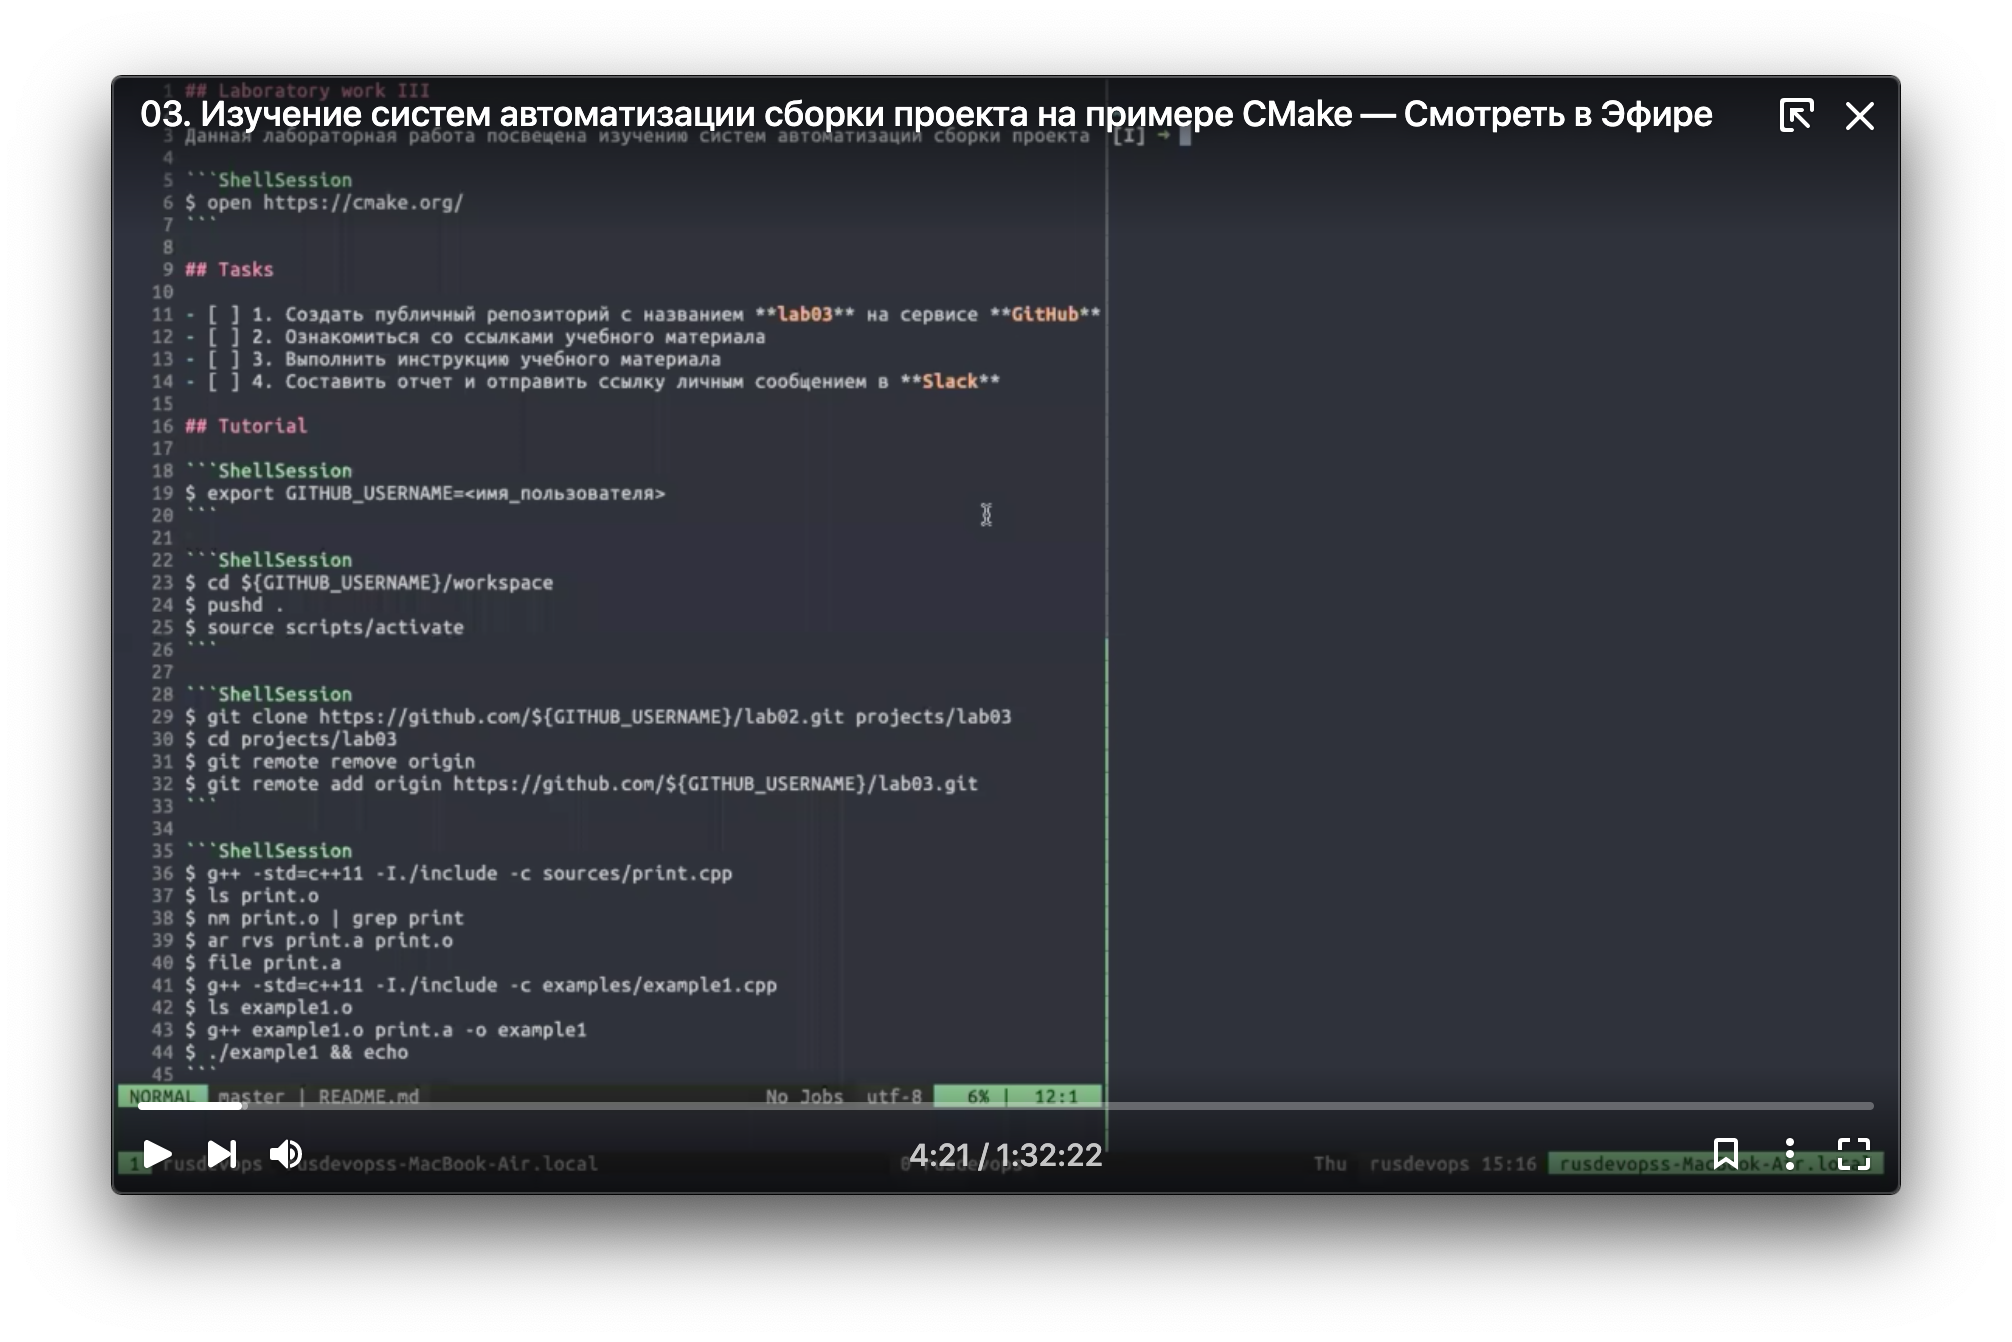 1 ## Laboratory work III
03. Изучение систем автоматизации сборки проекта на примере CMake — Смотреть в Эфире
3 Данная лабораторная работа посвещена изучению систем автоматизации сборки проекта [I] →
4
5 ```ShellSession
6 $ open https://cmake.org/
7 ```
8
9 ## Tasks
10
11 - [ ] 1. Создать публичный репозиторий с названием **lab03** на сервисе **GitHub**
12 - [ ] 2. Ознакомиться со ссылками учебного материала
13 - [ ] 3. Выполнить инструкцию учебного материала
14 - [ ] 4. Составить отчет и отправить ссылку личным сообщением в **Slack**
15
16 ## Tutorial
17
18 ```ShellSession
19 $ export GITHUB_USERNAME=<имя_пользователя>
20 ```
21
22 ```ShellSession
23 $ cd ${GITHUB_USERNAME}/workspace
24 $ pushd .
25 $ source scripts/activate
26 ```
27
28 ```ShellSession
29 $ git clone https://github.com/${GITHUB_USERNAME}/lab02.git projects/lab03
30 $ cd projects/lab03
31 $ git remote remove origin
32 $ git remote add origin https://github.com/${GITHUB_USERNAME}/lab03.git
33 ```
34
35 ```ShellSession
36 $ g++ -std=c++11 -I./include -c sources/print.cpp
37 $ ls print.o
38 $ nm print.o | grep print
39 $ ar rvs print.a print.o
40 $ file print.a
41 $ g++ -std=c++11 -I./include -c examples/example1.cpp
42 $ ls example1.o
43 $ g++ example1.o print.a -o example1
44 $ ./example1 && echo
45 ```
NORMAL master | README.md No Jobs utf-8 6% | 12:1
4:21 / 1:32:22
1 rusdevops rusdevopss-MacBook-Air.local 0 Thu rusdevops 15:16 rusdevopss-MacBook-Air.local